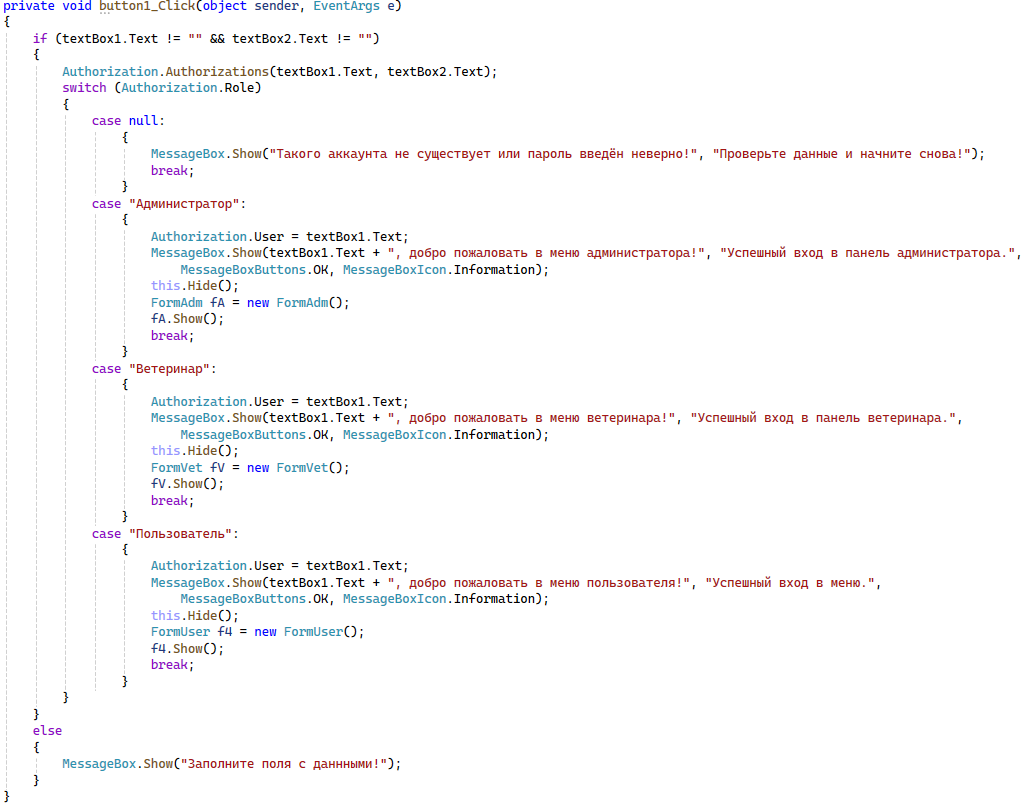 private void button1_Click(object sender, EventArgs e)
{
if (textBox1.Text != "" && textBox2.Text != "")
{
Authorization.Authorizations(textBox1.Text, textBox2.Text);
switch (Authorization.Role)
{
case null:
{
MessageBox.Show("Такого аккаунта не существует или пароль введён неверно!", "Проверьте данные и начните снова!");
break;
}
case "Администратор":
{
Authorization.User = textBox1.Text;
MessageBox.Show(textBox1.Text + ", добро пожаловать в меню администратора!", "Успешный вход в панель администратора.",
MessageBoxButtons.OK, MessageBoxIcon.Information);
this.Hide();
FormAdm fA = new FormAdm();
fA.Show();
break;
}
case "Ветеринар":
{
Authorization.User = textBox1.Text;
MessageBox.Show(textBox1.Text + ", добро пожаловать в меню ветеринара!", "Успешный вход в панель ветеринара.",
MessageBoxButtons.OK, MessageBoxIcon.Information);
this.Hide();
FormVet fV = new FormVet();
fV.Show();
break;
}
case "Пользователь":
{
Authorization.User = textBox1.Text;
MessageBox.Show(textBox1.Text + ", добро пожаловать в меню пользователя!", "Успешный вход в меню.",
MessageBoxButtons.OK, MessageBoxIcon.Information);
this.Hide();
FormUser f4 = new FormUser();
f4.Show();
break;
}
}
}
else
{
MessageBox.Show("Заполните поля с даннными!");
}
}